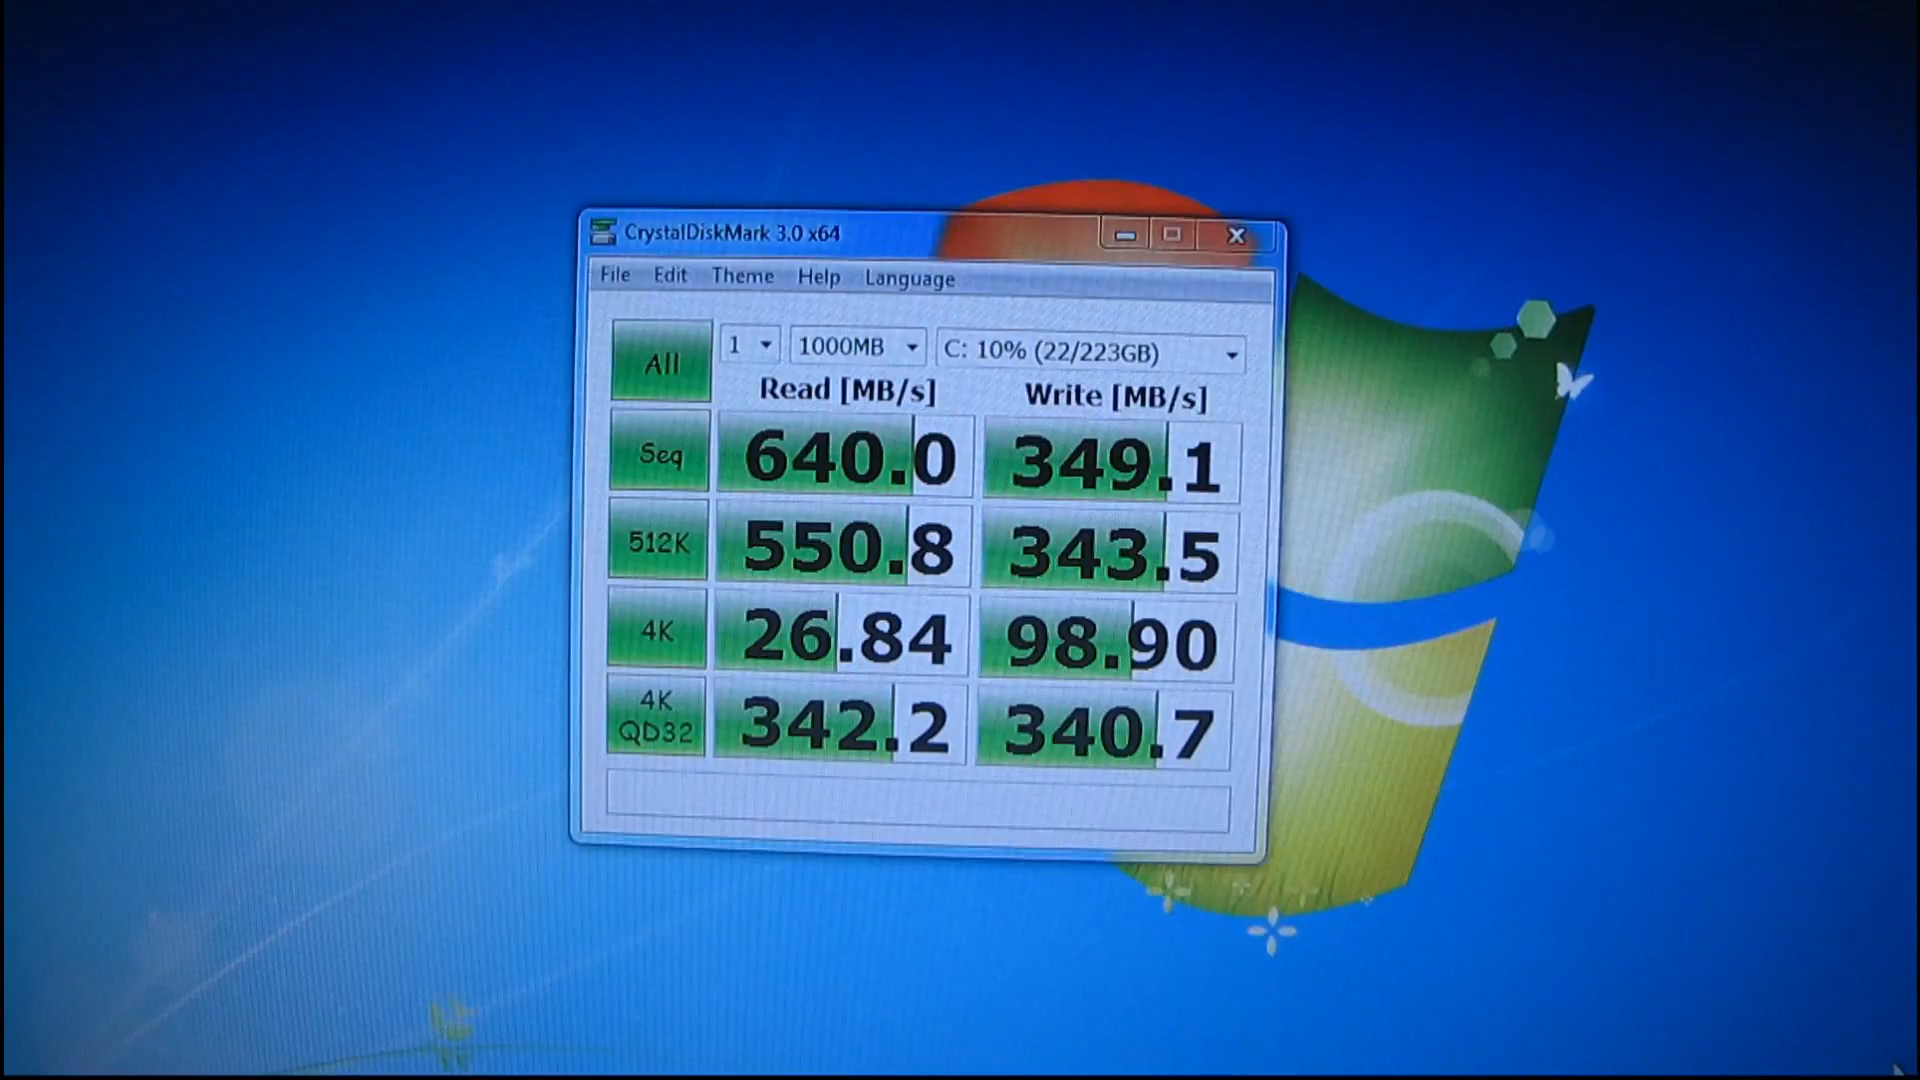 CrystalDiskMark 3.0 x64
File Edit Theme Help Language
All 1 1000MB C: 10% (22/223GB)
Read [MB/s] Write [MB/s]
Seq 640.0 349.1
512K 550.8 343.5
4K 26.84 98.90
4K QD32 342.2 340.7